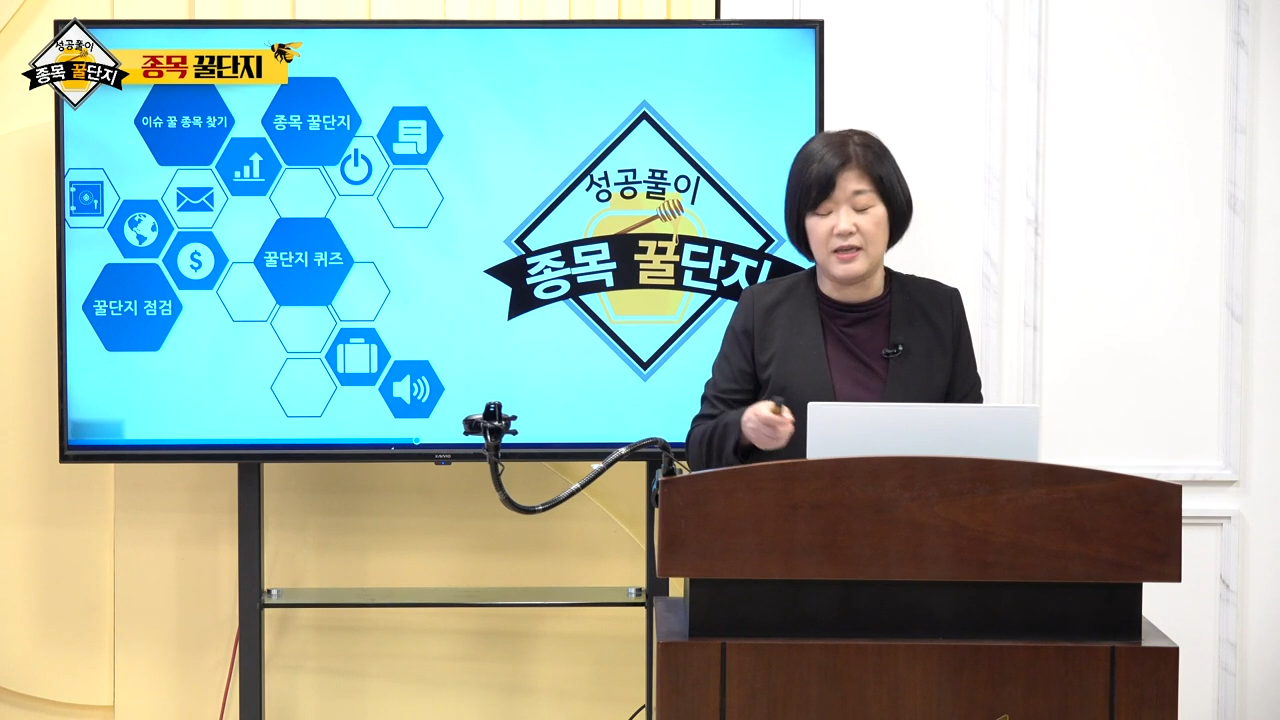 성공풀이
종목 꿀단지
종목 꿀단지
이슈 꿀 종목 찾기
종목 꿀단지
꿀단지 퀴즈
꿀단지 점검
성공풀이
종목 꿀단지
SAMSUNG